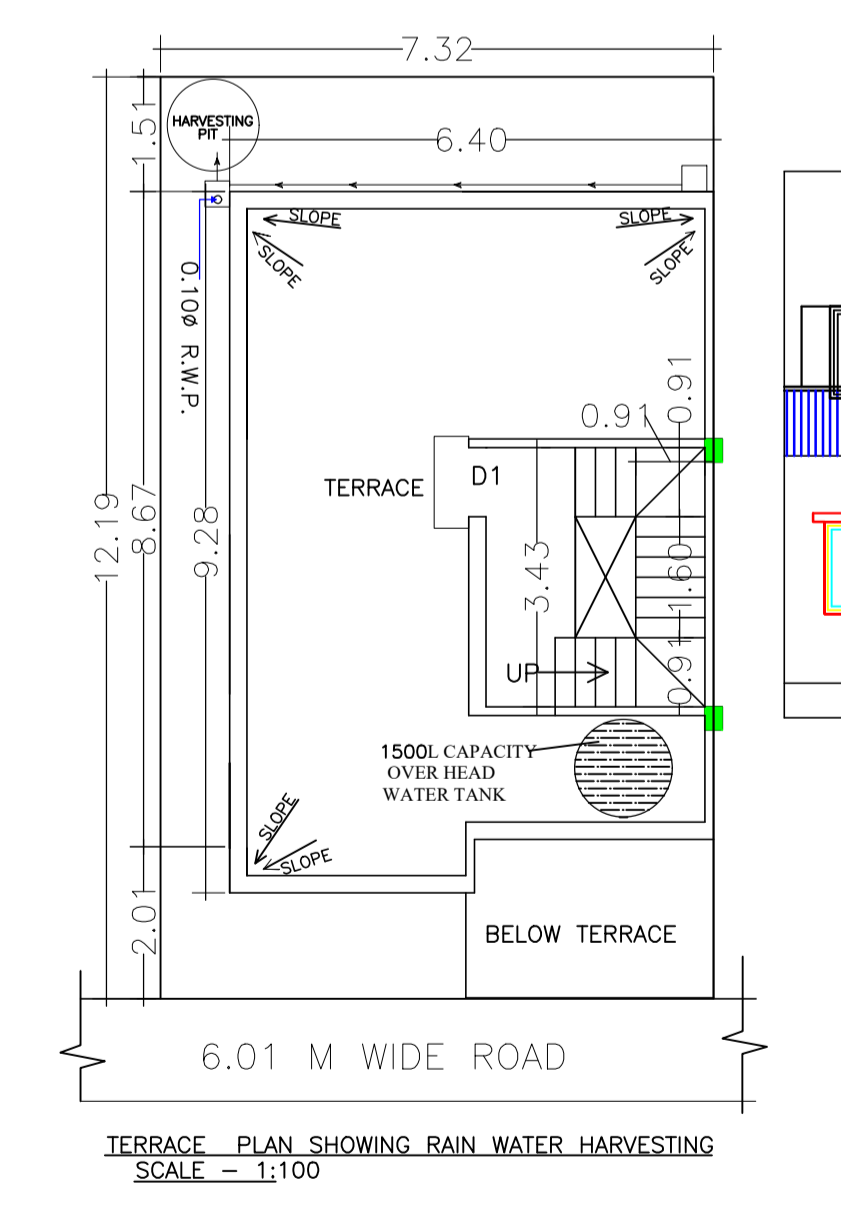 7.32
HARVESTING
PIT
1.51
6.40
SLOPE
SLOPE
SLOPE
SLOPE
0.10ø R.W.P.
0.91
0.91
TERRACE
D1
12.19
8.67
9.28
3.43
1.60
UP
0.91
1500L CAPACITY
OVER HEAD
WATER TANK
SLOPE
SLOPE
2.01
BELOW TERRACE
6.01 M WIDE ROAD
TERRACE PLAN SHOWING RAIN WATER HARVESTING
SCALE - 1:100